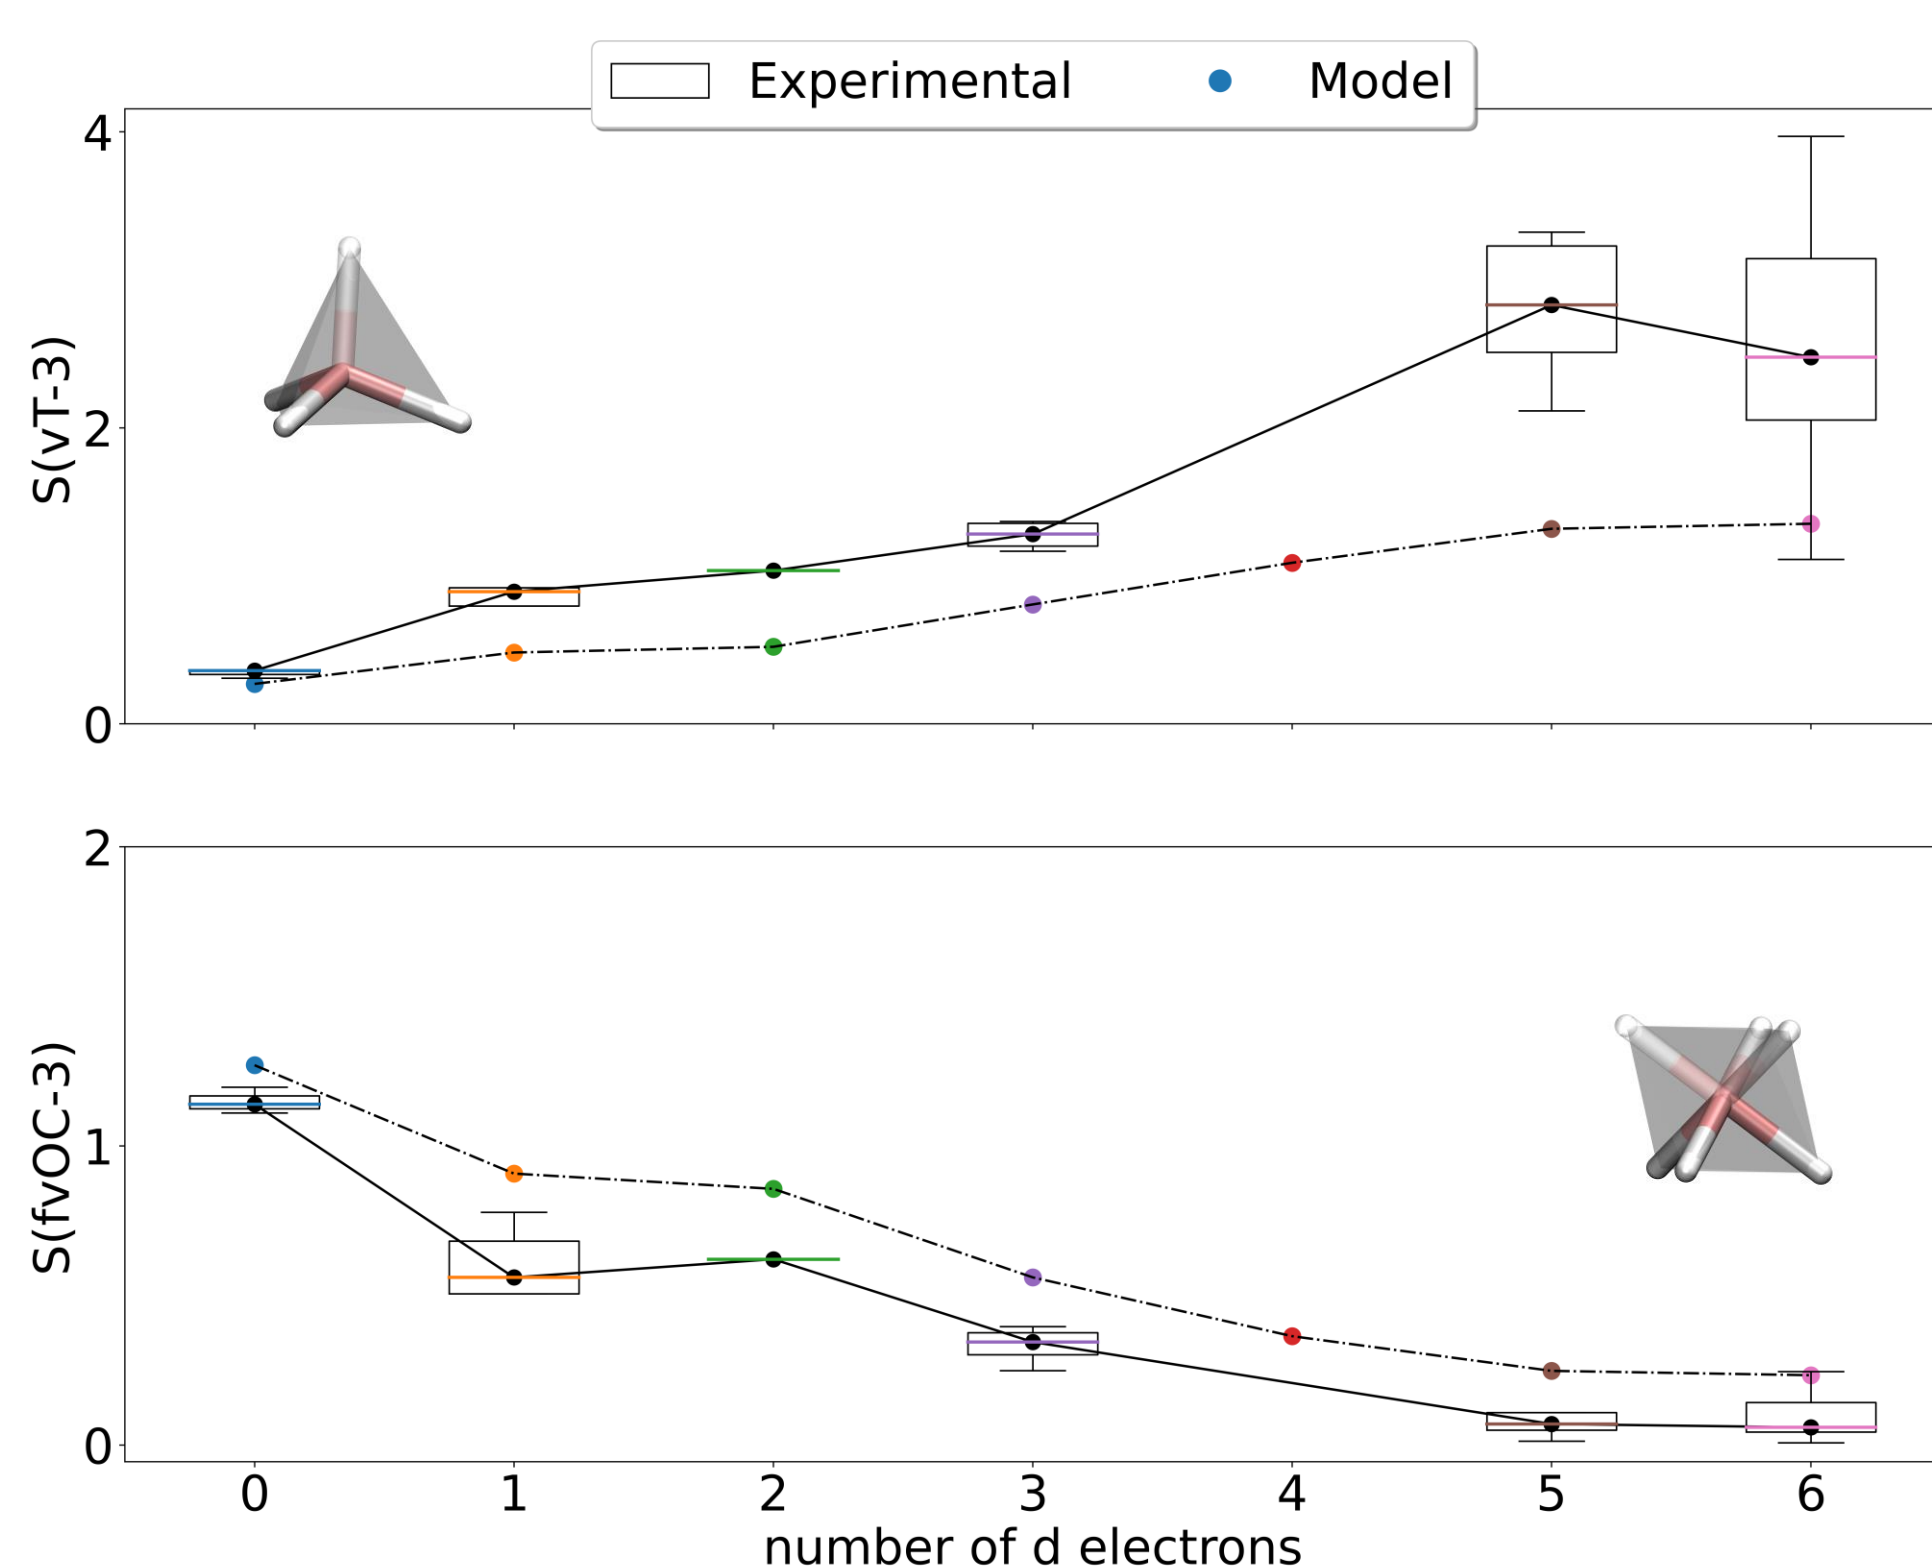 Experimental Model
4
2
0
S(vT-3)
2
1
0
S(fvOC-3)
0 1 2 3 4 5 6
number of d electrons